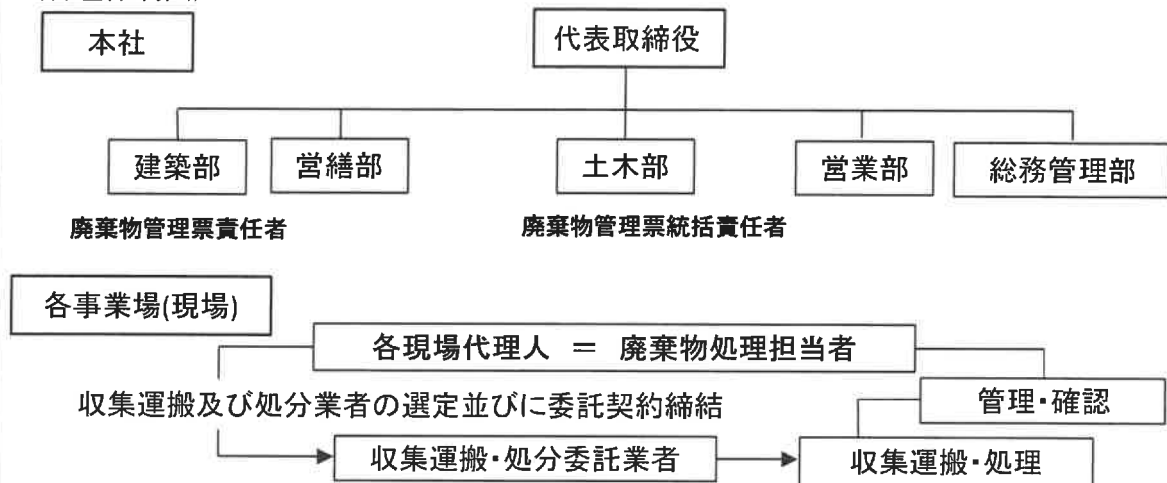 本社
代表取締役
建築部 営繕部 土木部 営業部 総務管理部
廃棄物管理票責任者 廃棄物管理票統括責任者
各事業場(現場)
各現場代理人 = 廃棄物処理担当者
収集運搬及び処分業者の選定並びに委託契約締結
管理・確認
収集運搬・処分委託業者
収集運搬・処理